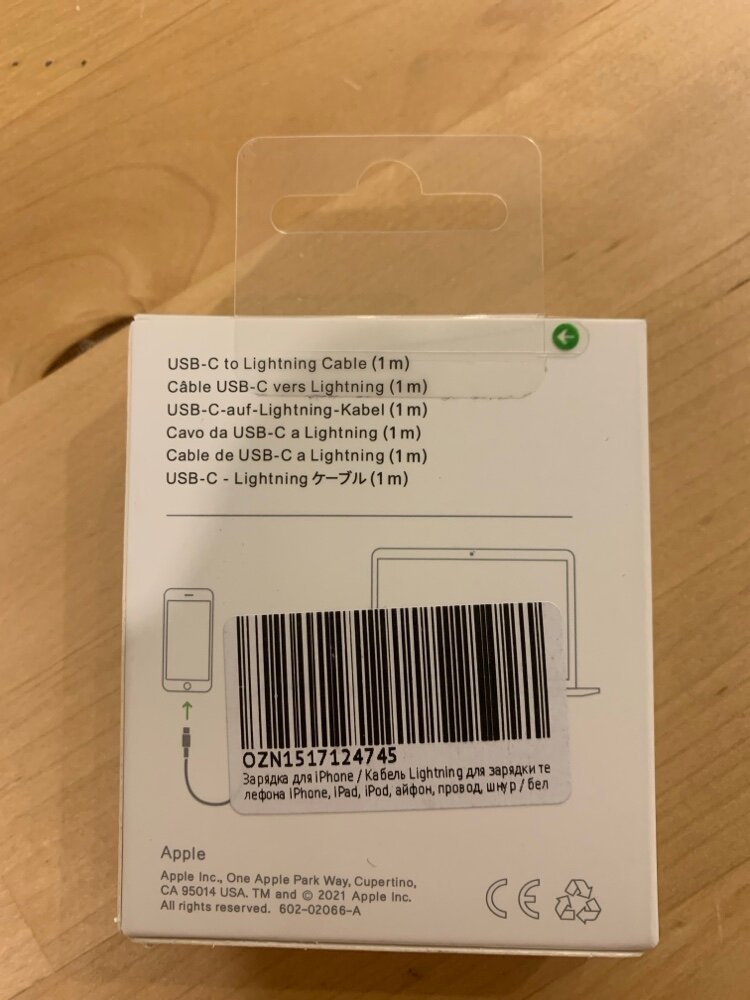 USB-C to Lightning Cable (1 m)
Câble USB-C vers Lightning (1 m)
USB-C-auf-Lightning-Kabel (1 m)
Cavo da USB-C a Lightning (1 m)
Cable de USB-C a Lightning (1 m)
USB-C - Lightning ケーブル (1 m)
OZN1517124745
Зарядка для iPhone / Кабель Lightning для зарядки те
лефона iPhone, iPad, iPod, айфон, провод, шнур / бел
Apple
Apple Inc., One Apple Park Way, Cupertino,
CA 95014 USA. TM and © 2021 Apple Inc.
All rights reserved. 602-02066-A
CE